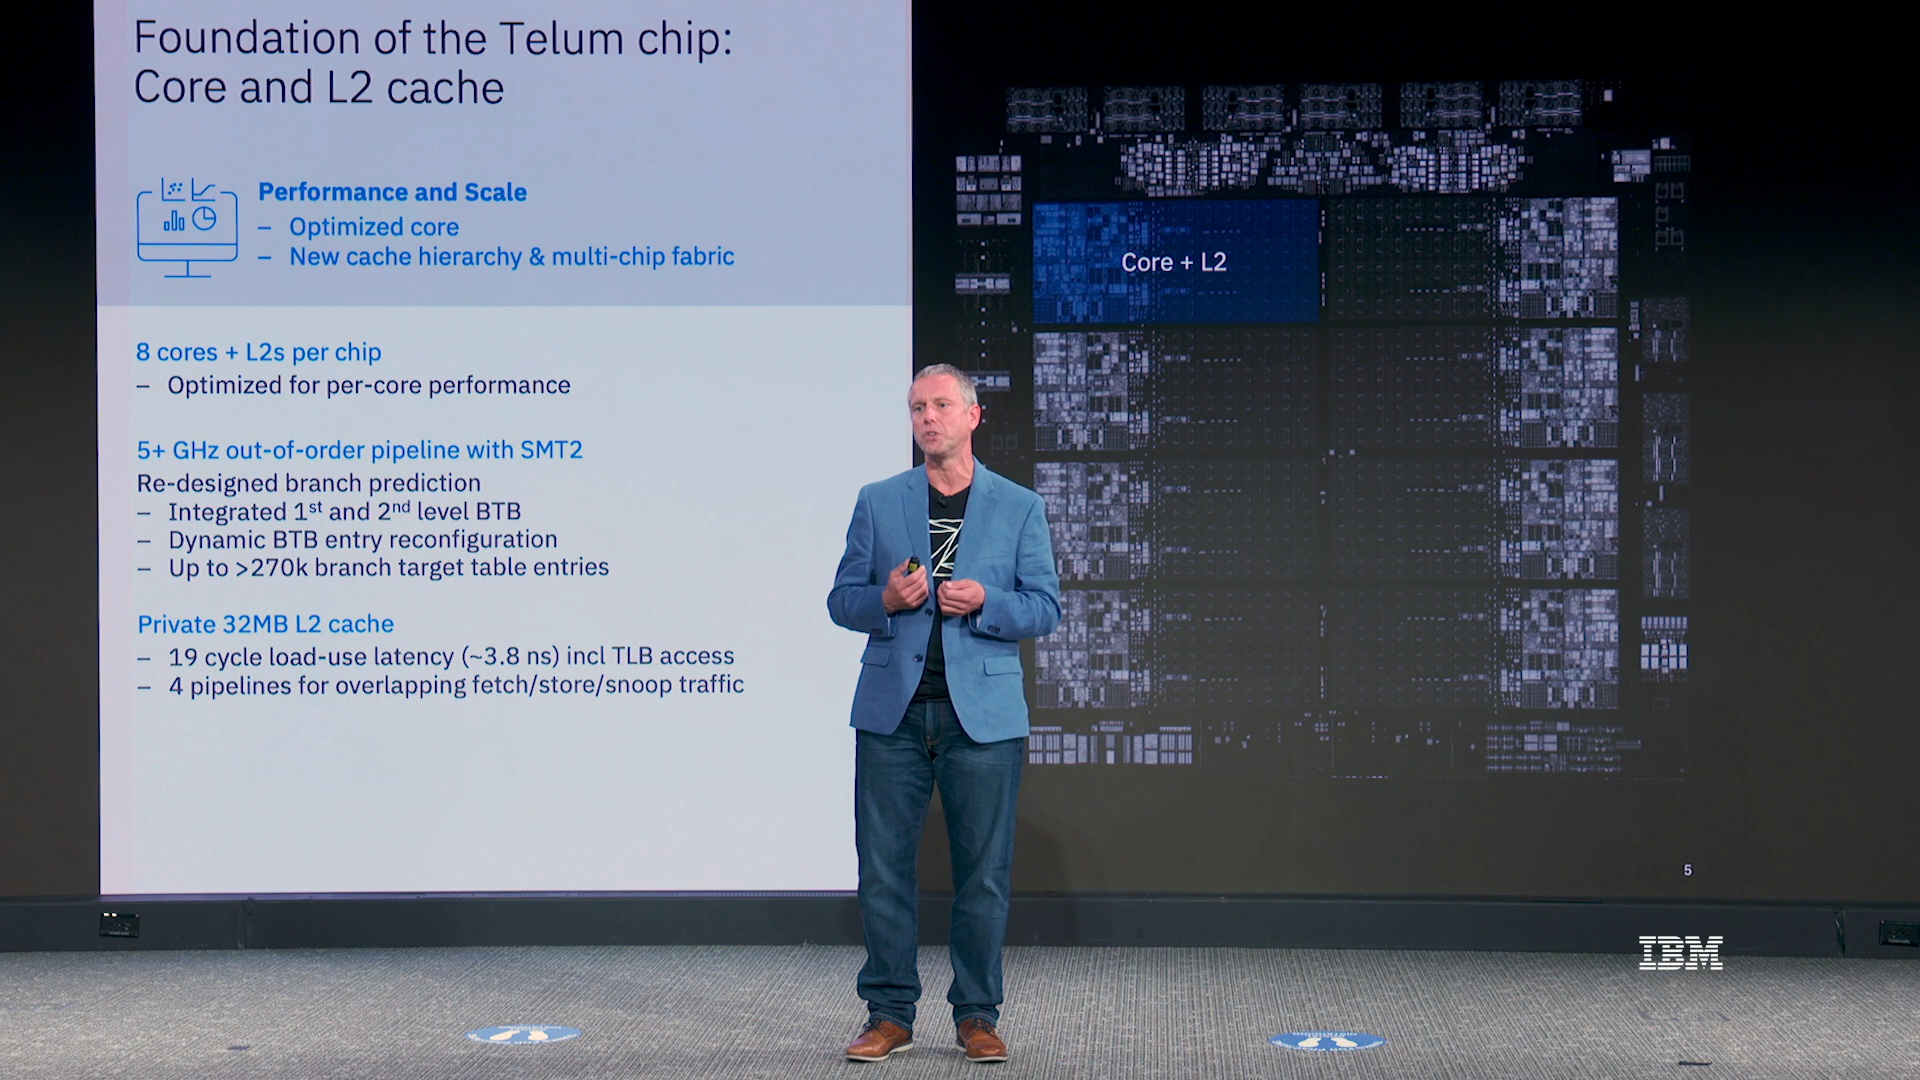 Foundation of the Telum chip:
Core and L2 cache
Performance and Scale
– Optimized core
– New cache hierarchy & multi-chip fabric
8 cores + L2s per chip
– Optimized for per-core performance
5+ GHz out-of-order pipeline with SMT2
Re-designed branch prediction
– Integrated 1st and 2nd level BTB
– Dynamic BTB entry reconfiguration
– Up to >270k branch target table entries
Private 32MB L2 cache
– 19 cycle load-use latency (~3.8 ns) incl TLB access
– 4 pipelines for overlapping fetch/store/snoop traffic
Core + L2
Z
5
IBM